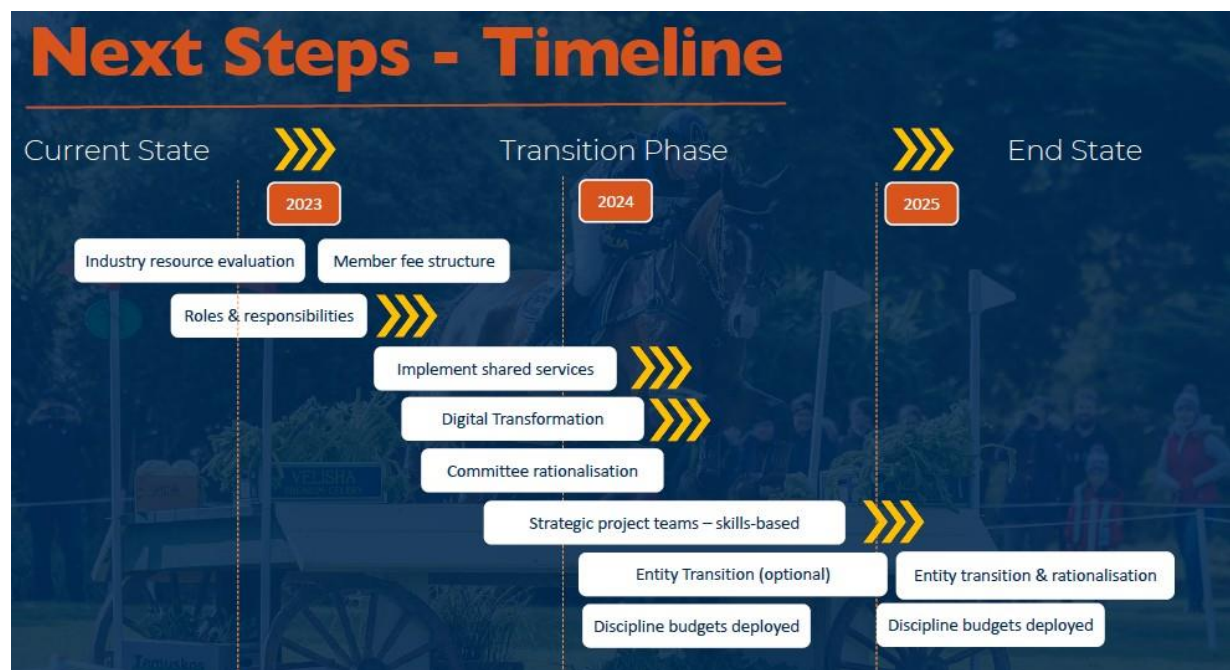 Next Steps - Timeline
Current State
Transition Phase
End State
2023
2024
2025
Industry resource evaluation
Member fee structure
Roles & responsibilities
Implement shared services
Digital Transformation
Committee rationalisation
Strategic project teams – skills-based
Entity Transition (optional)
Entity transition & rationalisation
Discipline budgets deployed
Discipline budgets deployed